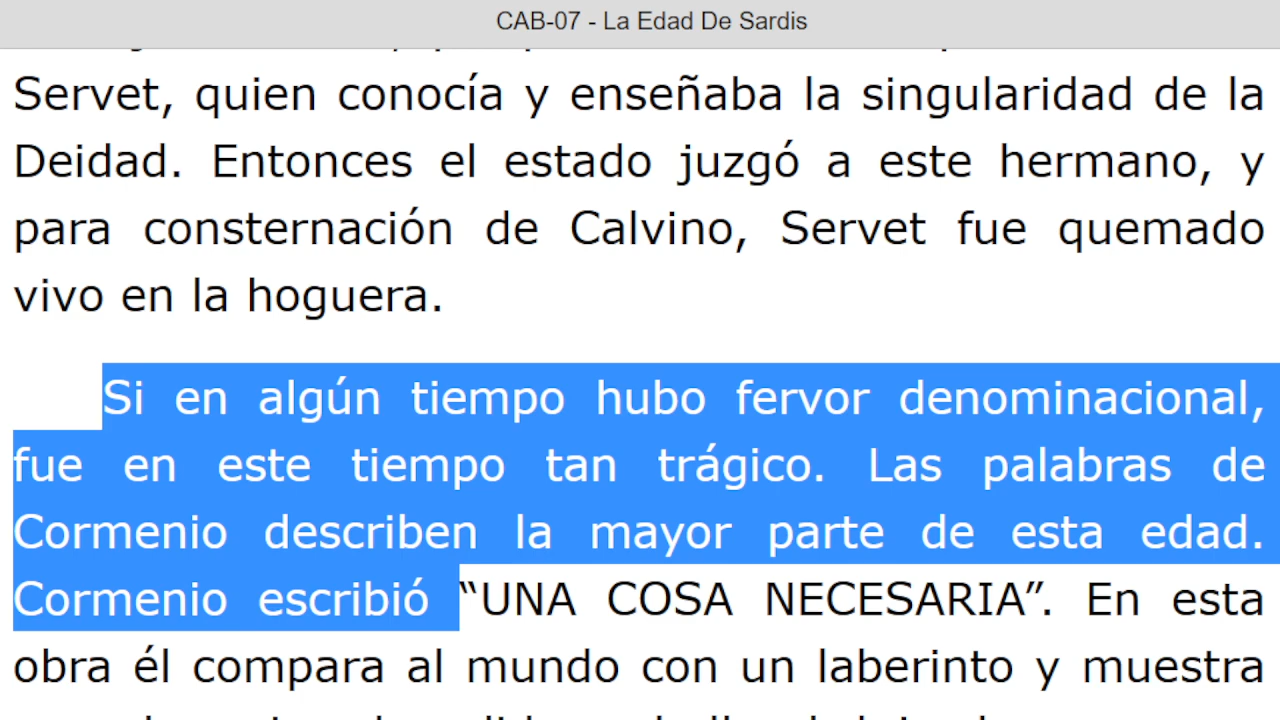 CAB-07 - La Edad De Sardis
Servet, quien conocía y enseñaba la singularidad de la
Deidad. Entonces el estado juzgó a este hermano, y
para consternación de Calvino, Servet fue quemado
vivo en la hoguera.
Si en algún tiempo hubo fervor denominacional,
fue en este tiempo tan trágico. Las palabras de
Cormenio describen la mayor parte de esta edad.
Cormenio escribió “UNA COSA NECESARIA”. En esta
obra él compara al mundo con un laberinto y muestra